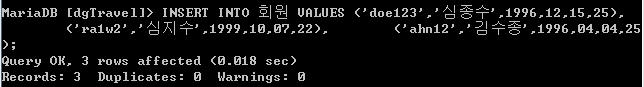 MariaDB [dgTravel]> INSERT INTO 회원 VALUES ('doe123','심종수',1996,12,15,25),
('ra1w2','심지수',1999,10,07,22), ('ahn12','김수종',1996,04,04,25
);
Query OK, 3 rows affected (0.018 sec)
Records: 3 Duplicates: 0 Warnings: 0